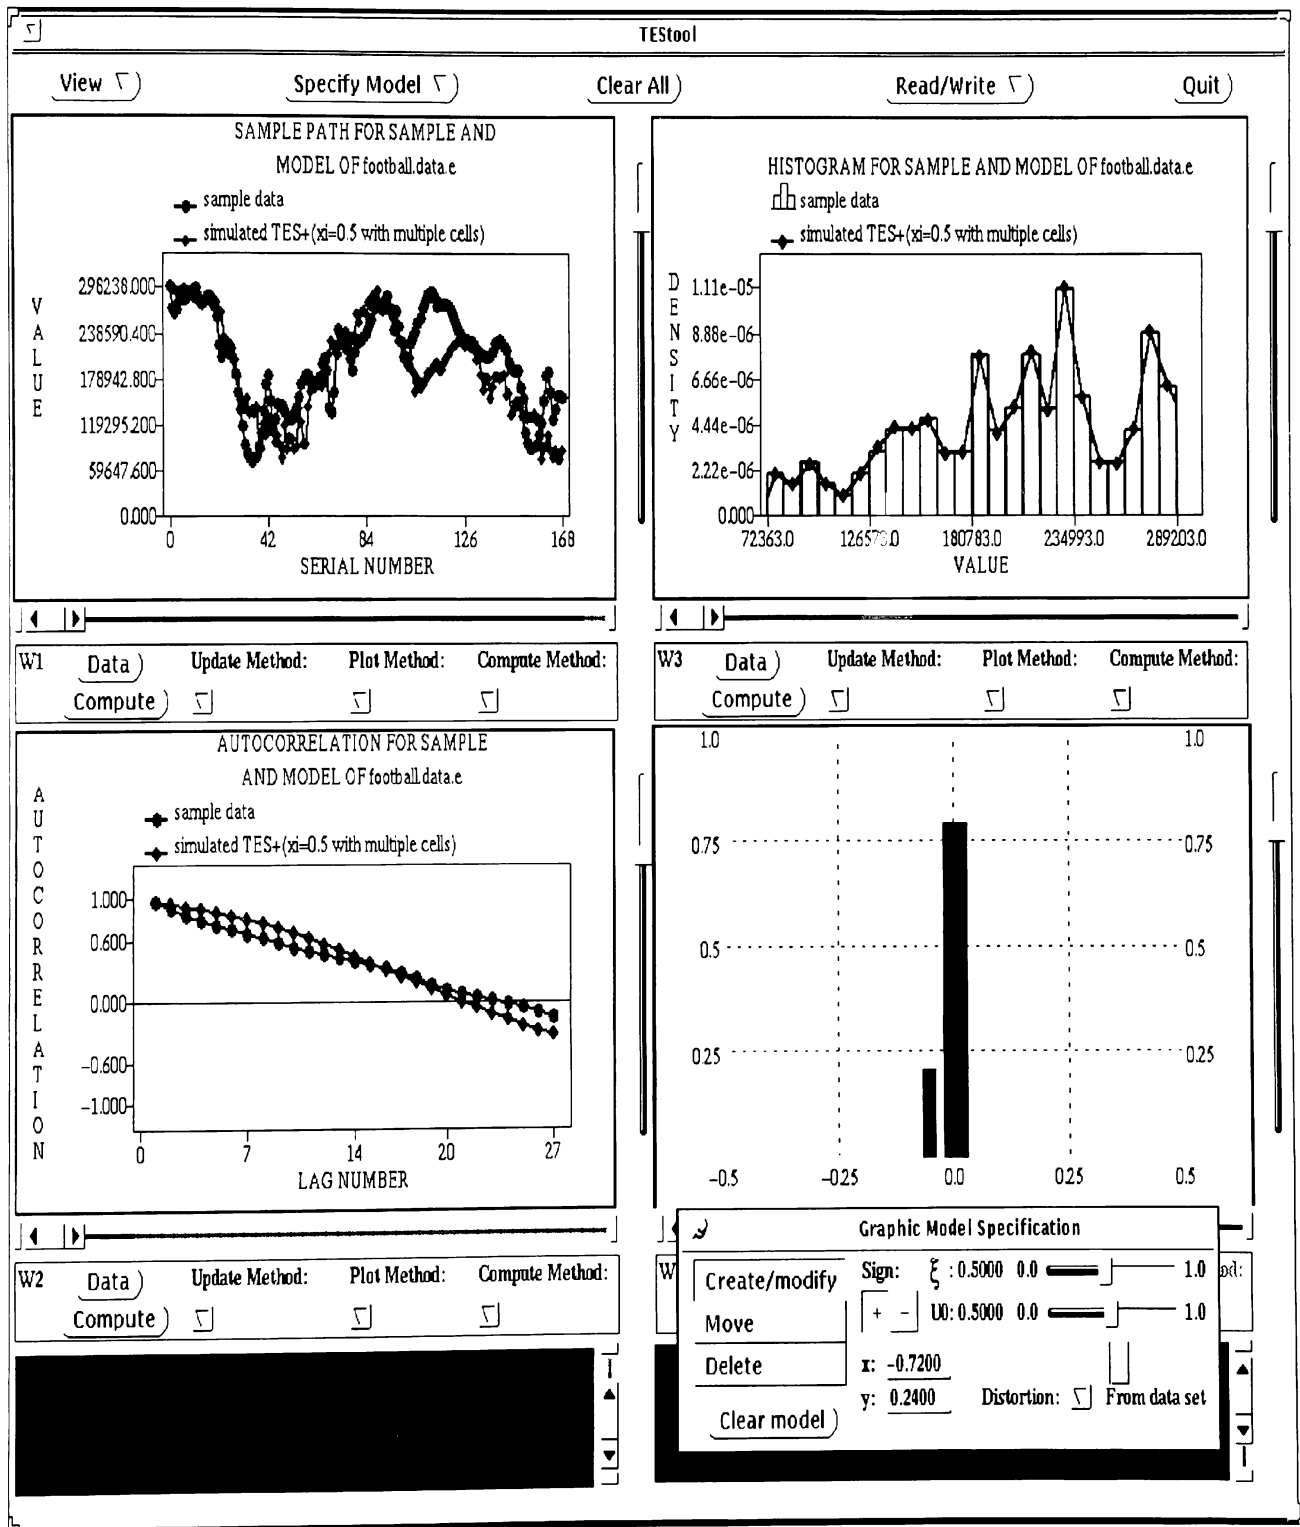 TEStool
View
Specify Model
Clear All
Read/Write
Quit
SAMPLE PATH FOR SAMPLE AND
MODEL OF football.data.e
sample data
simulated TES+(xi=0.5 with multiple cells)
VALUE
296238.000
238590.400
178942.800
119295.200
59647.600
0.000
0 42 84 126 168
SERIAL NUMBER
HISTOGRAM FOR SAMPLE AND MODEL OF football.data.e
sample data
simulated TES+(xi=0.5 with multiple cells)
DENSITY
1.11e-05
8.88e-06
6.66e-06
4.44e-06
2.22e-06
0.000
72363.0 126573.0 180783.0 234993.0 289203.0
VALUE
W1 Data Update Method: Plot Method: Compute Method:
Compute
W3 Data Update Method: Plot Method: Compute Method:
Compute
AUTOCORRELATION FOR SAMPLE
AND MODEL OF football.data.e
sample data
simulated TES+(xi=0.5 with multiple cells)
AUTOCORRELATION
1.000
0.600
0.000
-0.600
-1.000
0 7 14 20 27
LAG NUMBER
1.0 1.0
0.75 0.75
0.5 0.5
0.25 0.25
-0.5 -0.25 0.0 0.25 0.5
W2 Data Update Method: Plot Method: Compute Method:
Compute
W
od:
Graphic Model Specification
Create/modify
Move
Delete
Clear model
Sign: ξ : 0.5000 0.0 1.0
+ - U0: 0.5000 0.0 1.0
x: -0.7200
y: 0.2400 Distortion: From data set